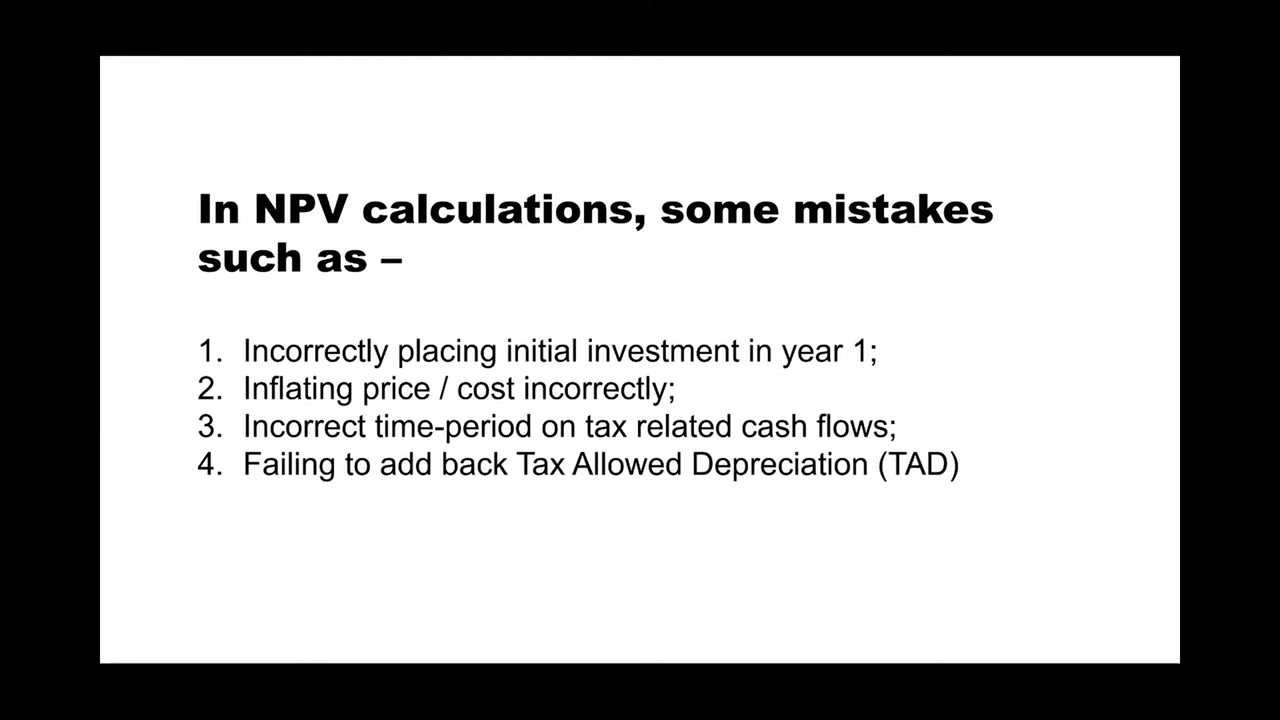 In NPV calculations, some mistakes
such as –
1. Incorrectly placing initial investment in year 1;
2. Inflating price / cost incorrectly;
3. Incorrect time-period on tax related cash flows;
4. Failing to add back Tax Allowed Depreciation (TAD)